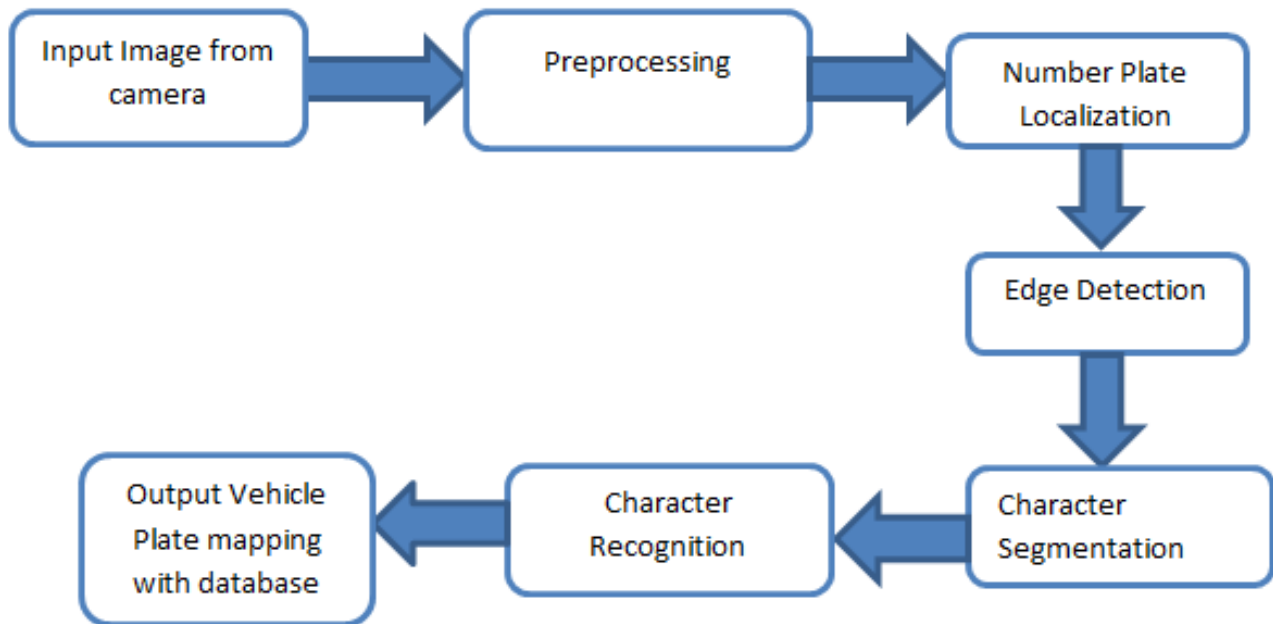 Input Image from
camera
Preprocessing
Number Plate
Localization
Edge Detection
Character
Segmentation
Character
Recognition
Output Vehicle
Plate mapping
with database